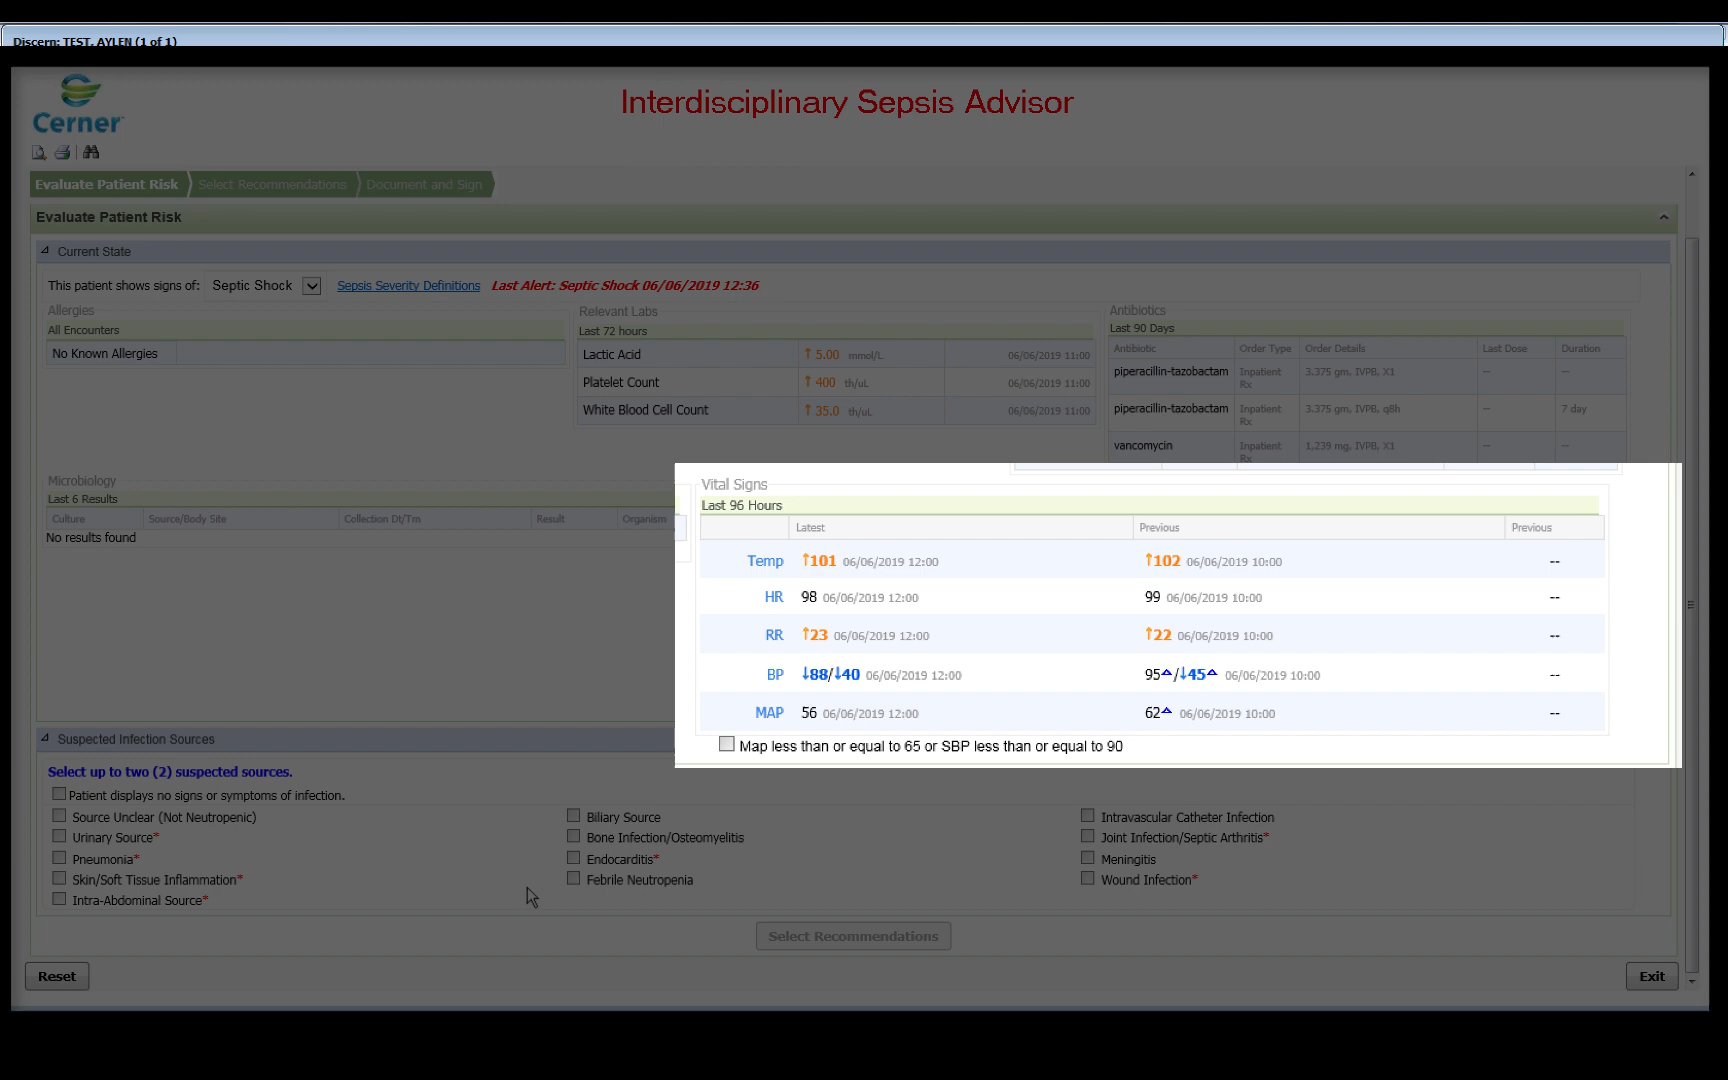 Discern: TEST, AYLEN (1 of 1)
Cerner
Interdisciplinary Sepsis Advisor
Evaluate Patient Risk Select Recommendations Document and Sign
Evaluate Patient Risk
Current State
This patient shows signs of: Septic Shock Sepsis Severity Definitions Last Alert: Septic Shock 06/06/2019 12:36
Allergies
All Encounters
No Known Allergies
Relevant Labs
Last 72 hours
Lactic Acid ↑ 5.00 mmol/L 06/06/2019 11:00
Platelet Count ↑ 400 th/uL 06/06/2019 11:00
White Blood Cell Count ↑ 35.0 th/uL 06/06/2019 11:00
Antibiotics
Last 90 Days
Antibiotic Order Type Order Details Last Dose Duration
piperacillin-tazobactam Inpatient Rx 3.375 gm, IVPB, X1 -- --
piperacillin-tazobactam Inpatient Rx 3.375 gm, IVPB, q8h -- 7 day
vancomycin Inpatient Rx 1,239 mg, IVPB, X1 -- --
Microbiology
Last 6 Results
Culture Source/Body Site Collection Dt/Tm Result Organism
No results found
Vital Signs
Last 96 Hours
Latest Previous Previous
Temp ↑101 06/06/2019 12:00 ↑102 06/06/2019 10:00 --
HR 98 06/06/2019 12:00 99 06/06/2019 10:00 --
RR ↑23 06/06/2019 12:00 ↑22 06/06/2019 10:00 --
BP ↓88/↓40 06/06/2019 12:00 95/↓45 06/06/2019 10:00 --
MAP 56 06/06/2019 12:00 62 06/06/2019 10:00 --
Map less than or equal to 65 or SBP less than or equal to 90
Suspected Infection Sources
Select up to two (2) suspected sources.
Patient displays no signs or symptoms of infection.
Source Unclear (Not Neutropenic) Biliary Source Intravascular Catheter Infection
Urinary Source* Bone Infection/Osteomyelitis Joint Infection/Septic Arthritis*
Pneumonia* Endocarditis* Meningitis
Skin/Soft Tissue Inflammation* Febrile Neutropenia Wound Infection*
Intra-Abdominal Source*
Select Recommendations
Reset Exit